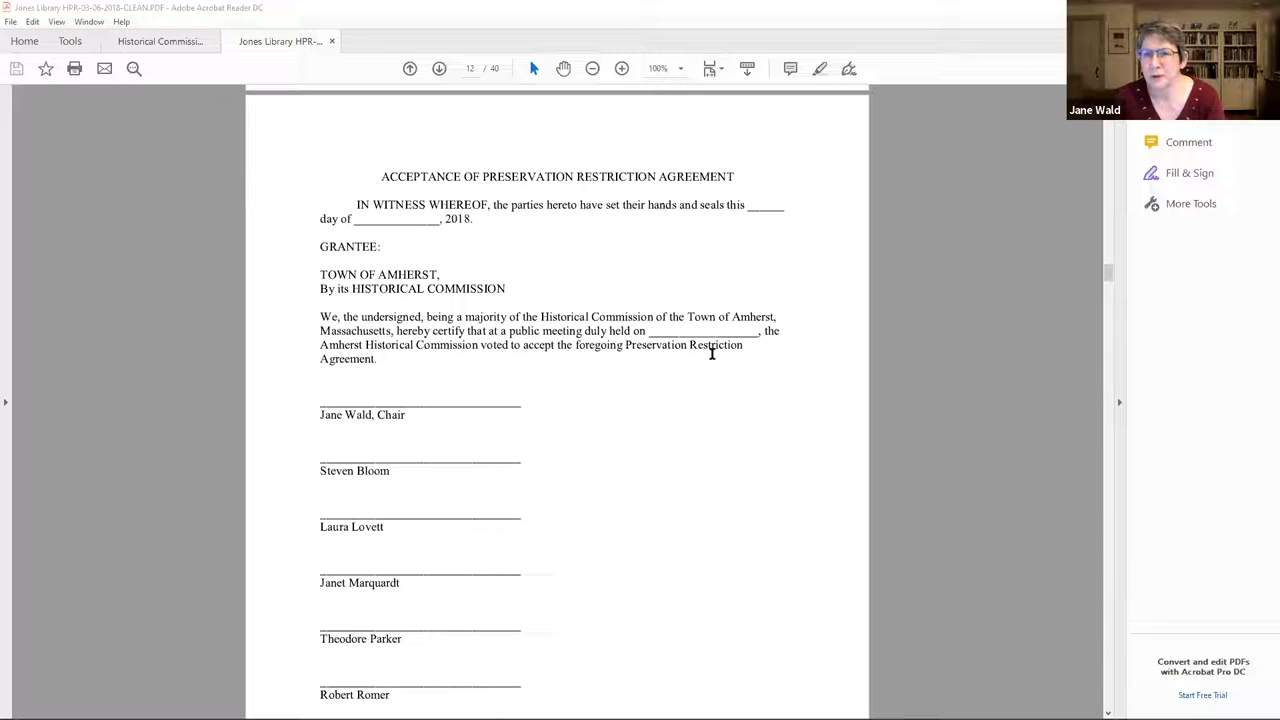 Jones Library HPR-03-06-2018-CLEAN.PDF - Adobe Acrobat Reader DC
File Edit View Window Help
Home Tools Historical Commissi... Jones Library HPR-... ×
12 / 100%
Jane Wald
Comment
Fill & Sign
More Tools
ACCEPTANCE OF PRESERVATION RESTRICTION AGREEMENT
IN WITNESS WHEREOF, the parties hereto have set their hands and seals this ______
day of ______________, 2018.
GRANTEE:
TOWN OF AMHERST,
By its HISTORICAL COMMISSION
We, the undersigned, being a majority of the Historical Commission of the Town of Amherst,
Massachusetts, hereby certify that at a public meeting duly held on __________________, the
Amherst Historical Commission voted to accept the foregoing Preservation Restriction
Agreement.
Jane Wald, Chair
Steven Bloom
Laura Lovett
Janet Marquardt
Theodore Parker
Robert Romer
Convert and edit PDFs
with Acrobat Pro DC
Start Free Trial